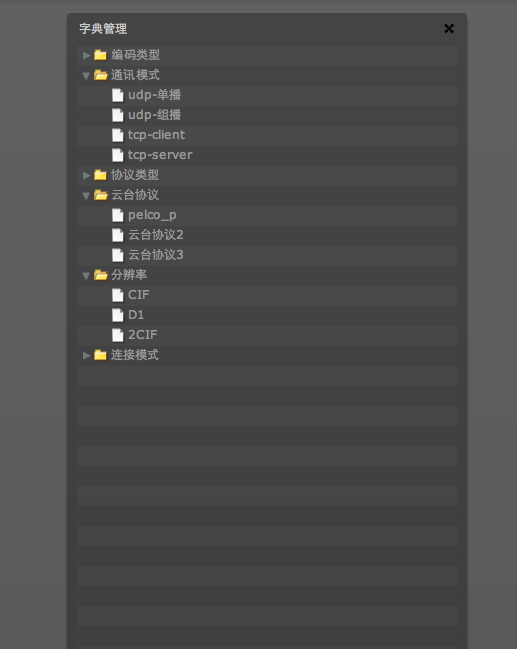 字典管理
编码类型
通讯模式
udp-单播
udp-组播
tcp-client
tcp-server
协议类型
云台协议
pelco_p
云台协议2
云台协议3
分辨率
CIF
D1
2CIF
连接模式